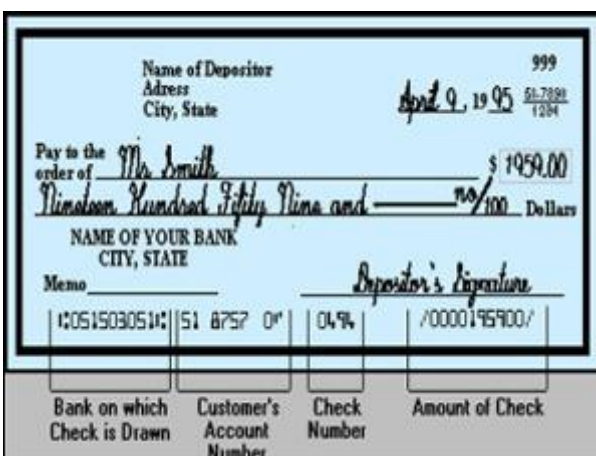 Name of Depositor
Adress
City, State
999
April 9, 19 95
51-7898
1234
Pay to the
order of Mr Smith $ 1959.00
Nineteen Hundred Fifity Nine and no/100 Dollars
NAME OF YOUR BANK
CITY, STATE
Memo
Depositor's Signature
⑆051503051⑆ 51 8757 0⑈ 0494 /0000195900/
Bank on which
Check is Drawn
Customer's
Account
Number
Check
Number
Amount of Check